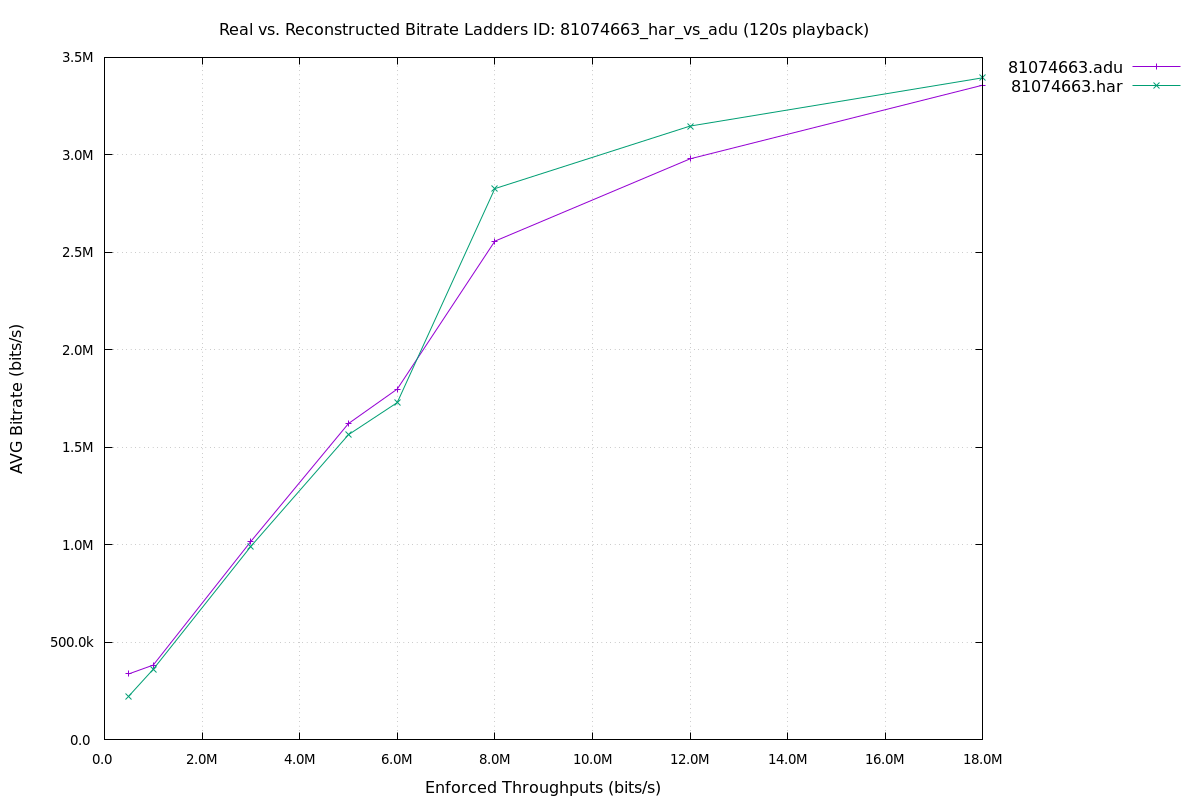 Real vs. Reconstructed Bitrate Ladders ID: 81074663_har_vs_adu (120s playback)
81074663.adu
81074663.har
3.5M
3.0M
2.5M
2.0M
1.5M
1.0M
500.0k
0.0
AVG Bitrate (bits/s)
0.0 2.0M 4.0M 6.0M 8.0M 10.0M 12.0M 14.0M 16.0M 18.0M
Enforced Throughputs (bits/s)